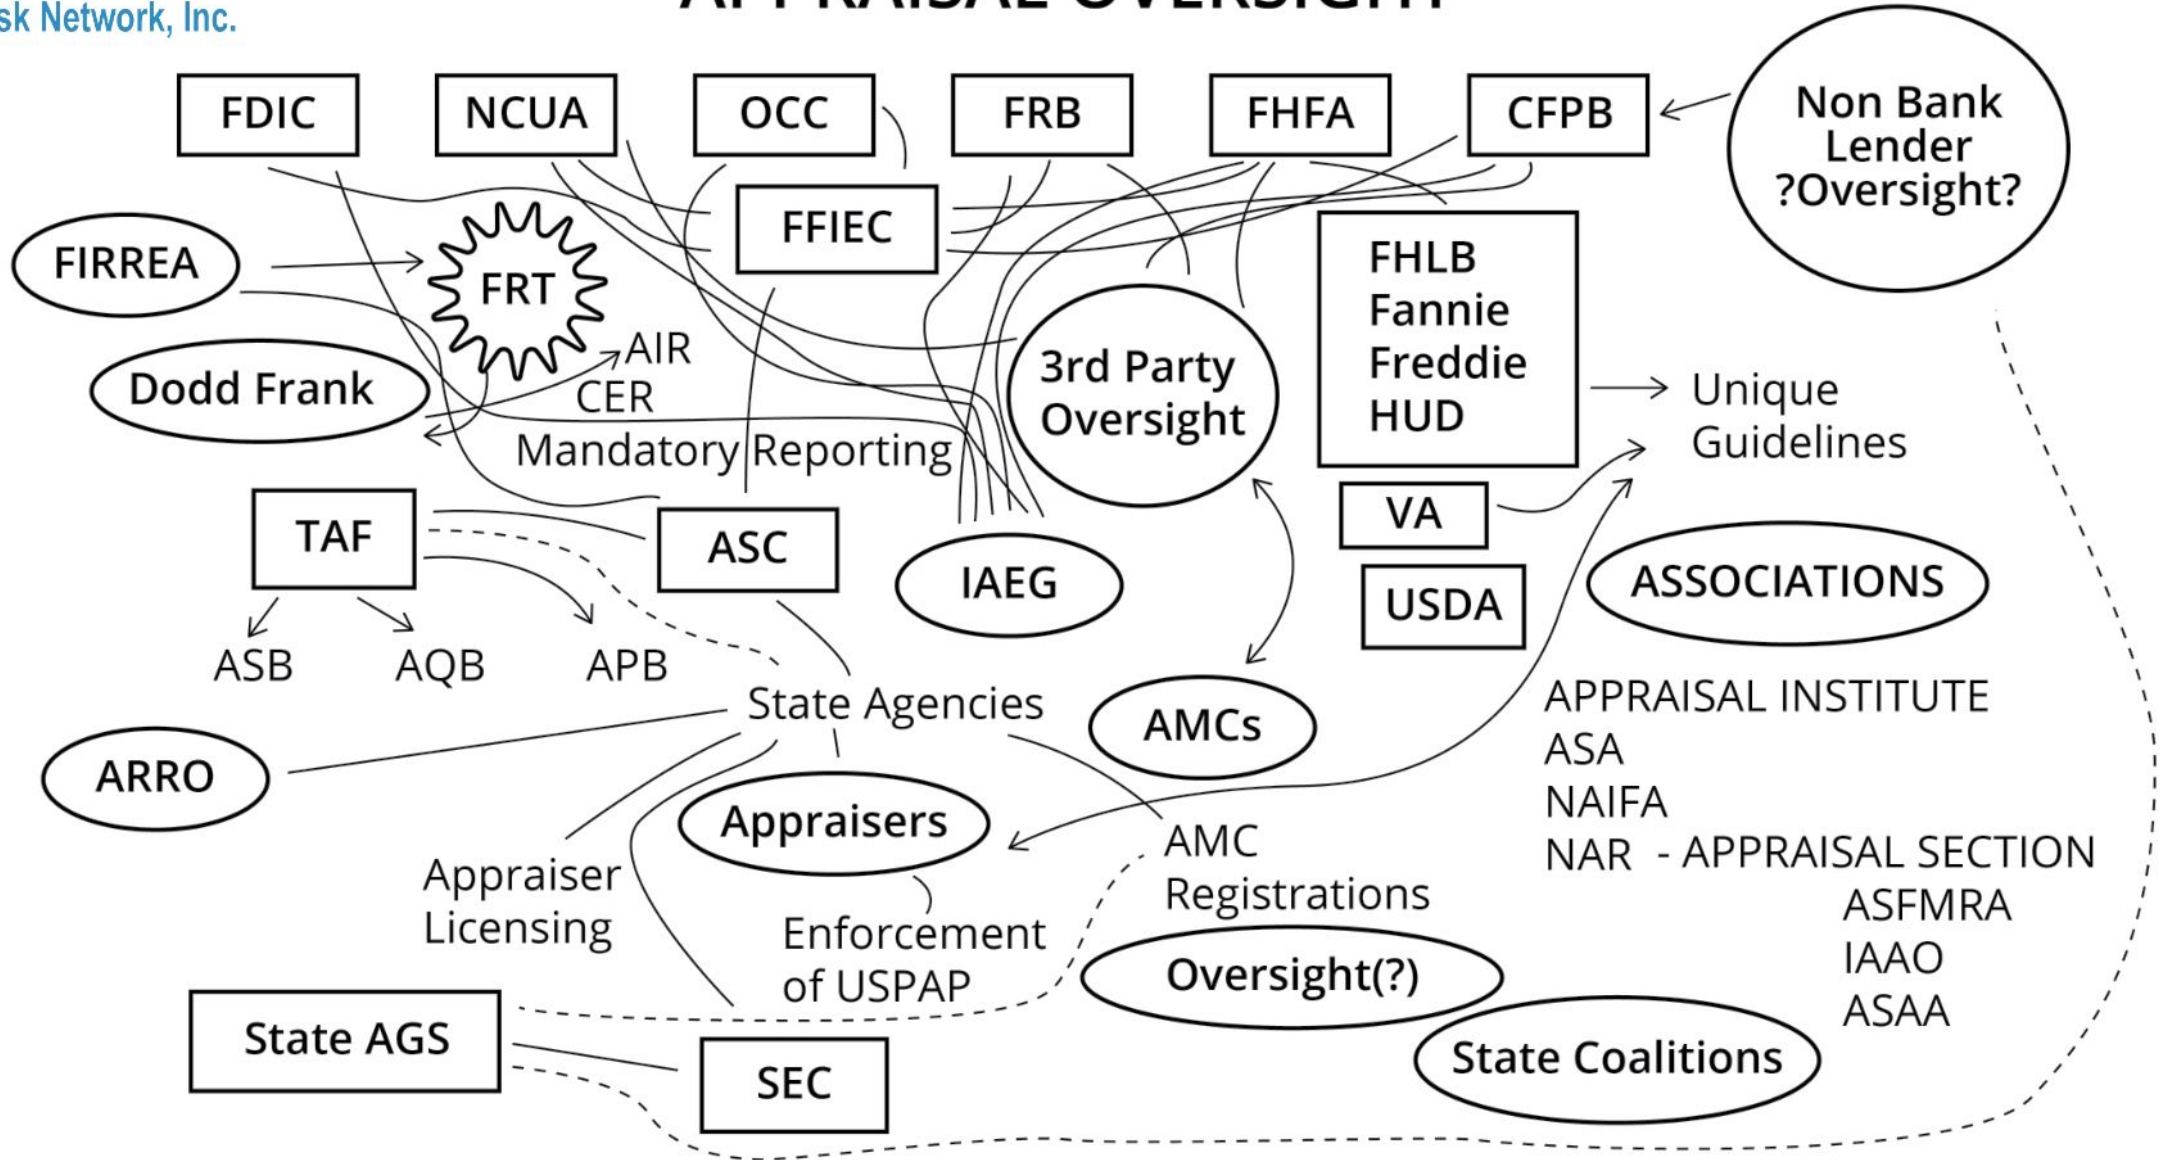 sk Network, Inc.
APPRAISAL OVERSIGHT
FDIC
NCUA
OCC
FRB
FHFA
CFPB
Non Bank
Lender
?Oversight?
FFIEC
FIRREA
FRT
FHLB
Fannie
Freddie
HUD
Dodd Frank
AIR
CER
Mandatory Reporting
3rd Party
Oversight
Unique
Guidelines
TAF
ASC
IAEG
VA
USDA
ASSOCIATIONS
ASB
AQB
APB
State Agencies
AMCs
APPRAISAL INSTITUTE
ASA
NAIFA
NAR - APPRAISAL SECTION
ASFMRA
IAAO
ASAA
ARRO
Appraisers
AMC
Registrations
Appraiser
Licensing
Enforcement
of USPAP
Oversight(?)
State AGS
SEC
State Coalitions